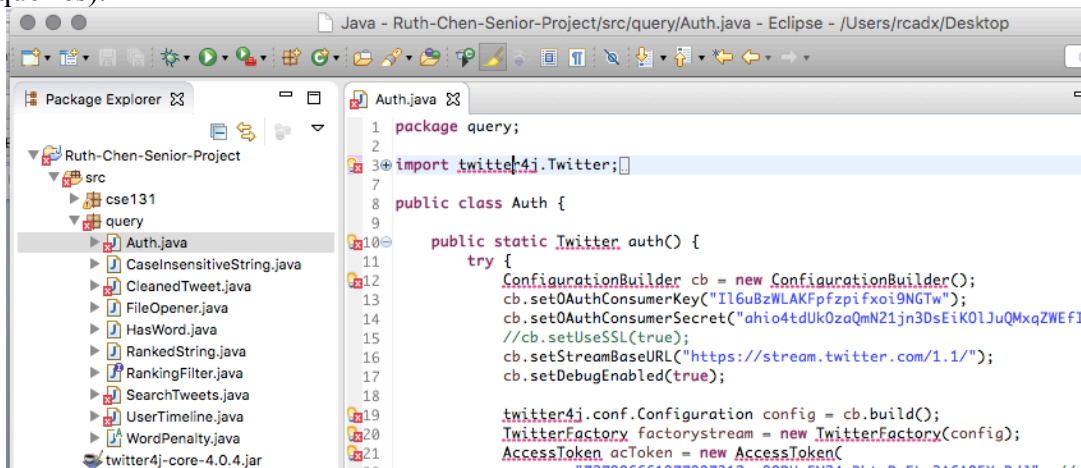 Java - Ruth-Chen-Senior-Project/src/query/Auth.java - Eclipse - /Users/rcadx/Desktop
Package Explorer
Ruth-Chen-Senior-Project
src
cse131
query
Auth.java
CaseInsensitiveString.java
CleanedTweet.java
FileOpener.java
HasWord.java
RankedString.java
RankingFilter.java
SearchTweets.java
UserTimeline.java
WordPenalty.java
twitter4j-core-4.0.4.jar
Auth.java
1 package query;
2
3 import twitter4j.Twitter;
7
8 public class Auth {
9
10 public static Twitter auth() {
11 try {
12 ConfigurationBuilder cb = new ConfigurationBuilder();
13 cb.setOAuthConsumerKey("Il6uBzWLAKFpfzpifxoi9NGTw");
14 cb.setOAuthConsumerSecret("ahio4tdUkOzaQmN21jn3DsEiKOlJuQMxqZWEf1
15 //cb.setUseSSL(true);
16 cb.setStreamBaseURL("https://stream.twitter.com/1.1/");
17 cb.setDebugEnabled(true);
18
19 twitter4j.conf.Configuration config = cb.build();
20 TwitterFactory factorystream = new TwitterFactory(config);
21 AccessToken acToken = new AccessToken(